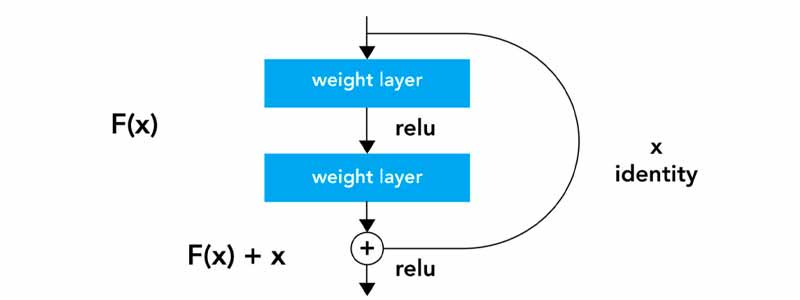 weight layer
F(x)
relu
x
identity
weight layer
+
F(x) + x
relu